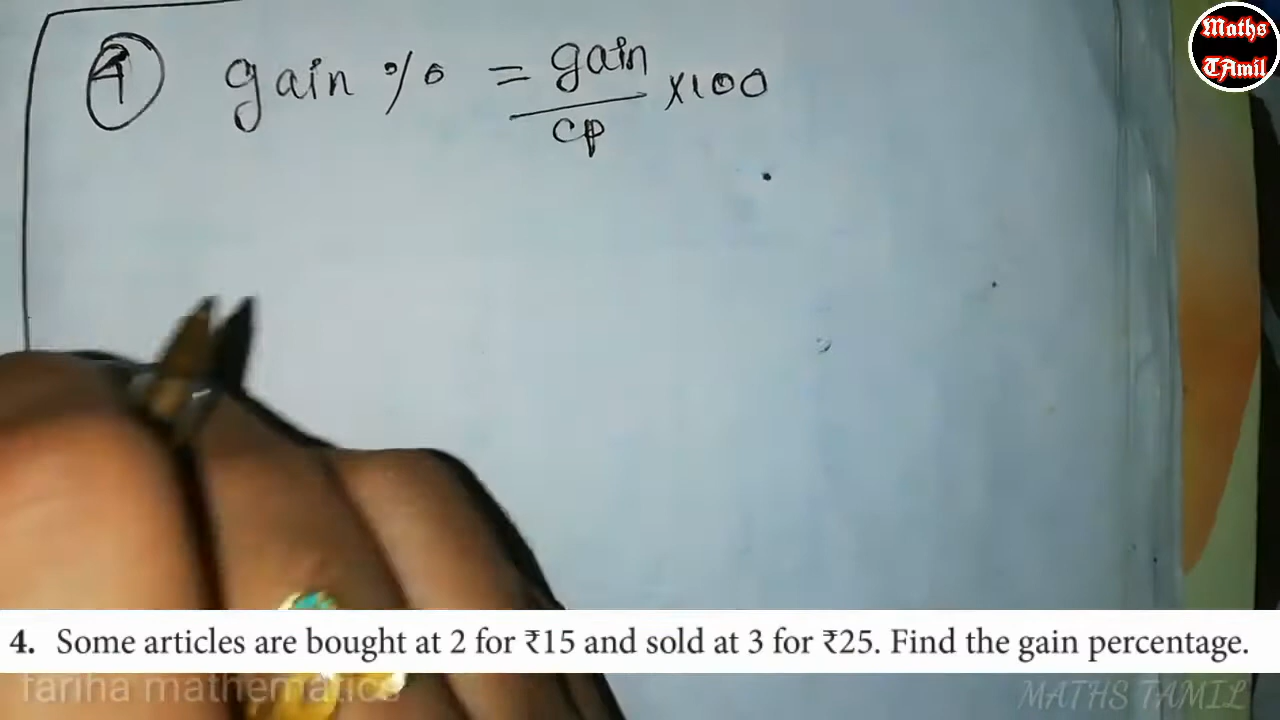 Maths
TAmil
4 gain % = gain / CP ×100
4. Some articles are bought at 2 for ₹15 and sold at 3 for ₹25. Find the gain percentage.
fariha mathematics
MATHS TAMIL